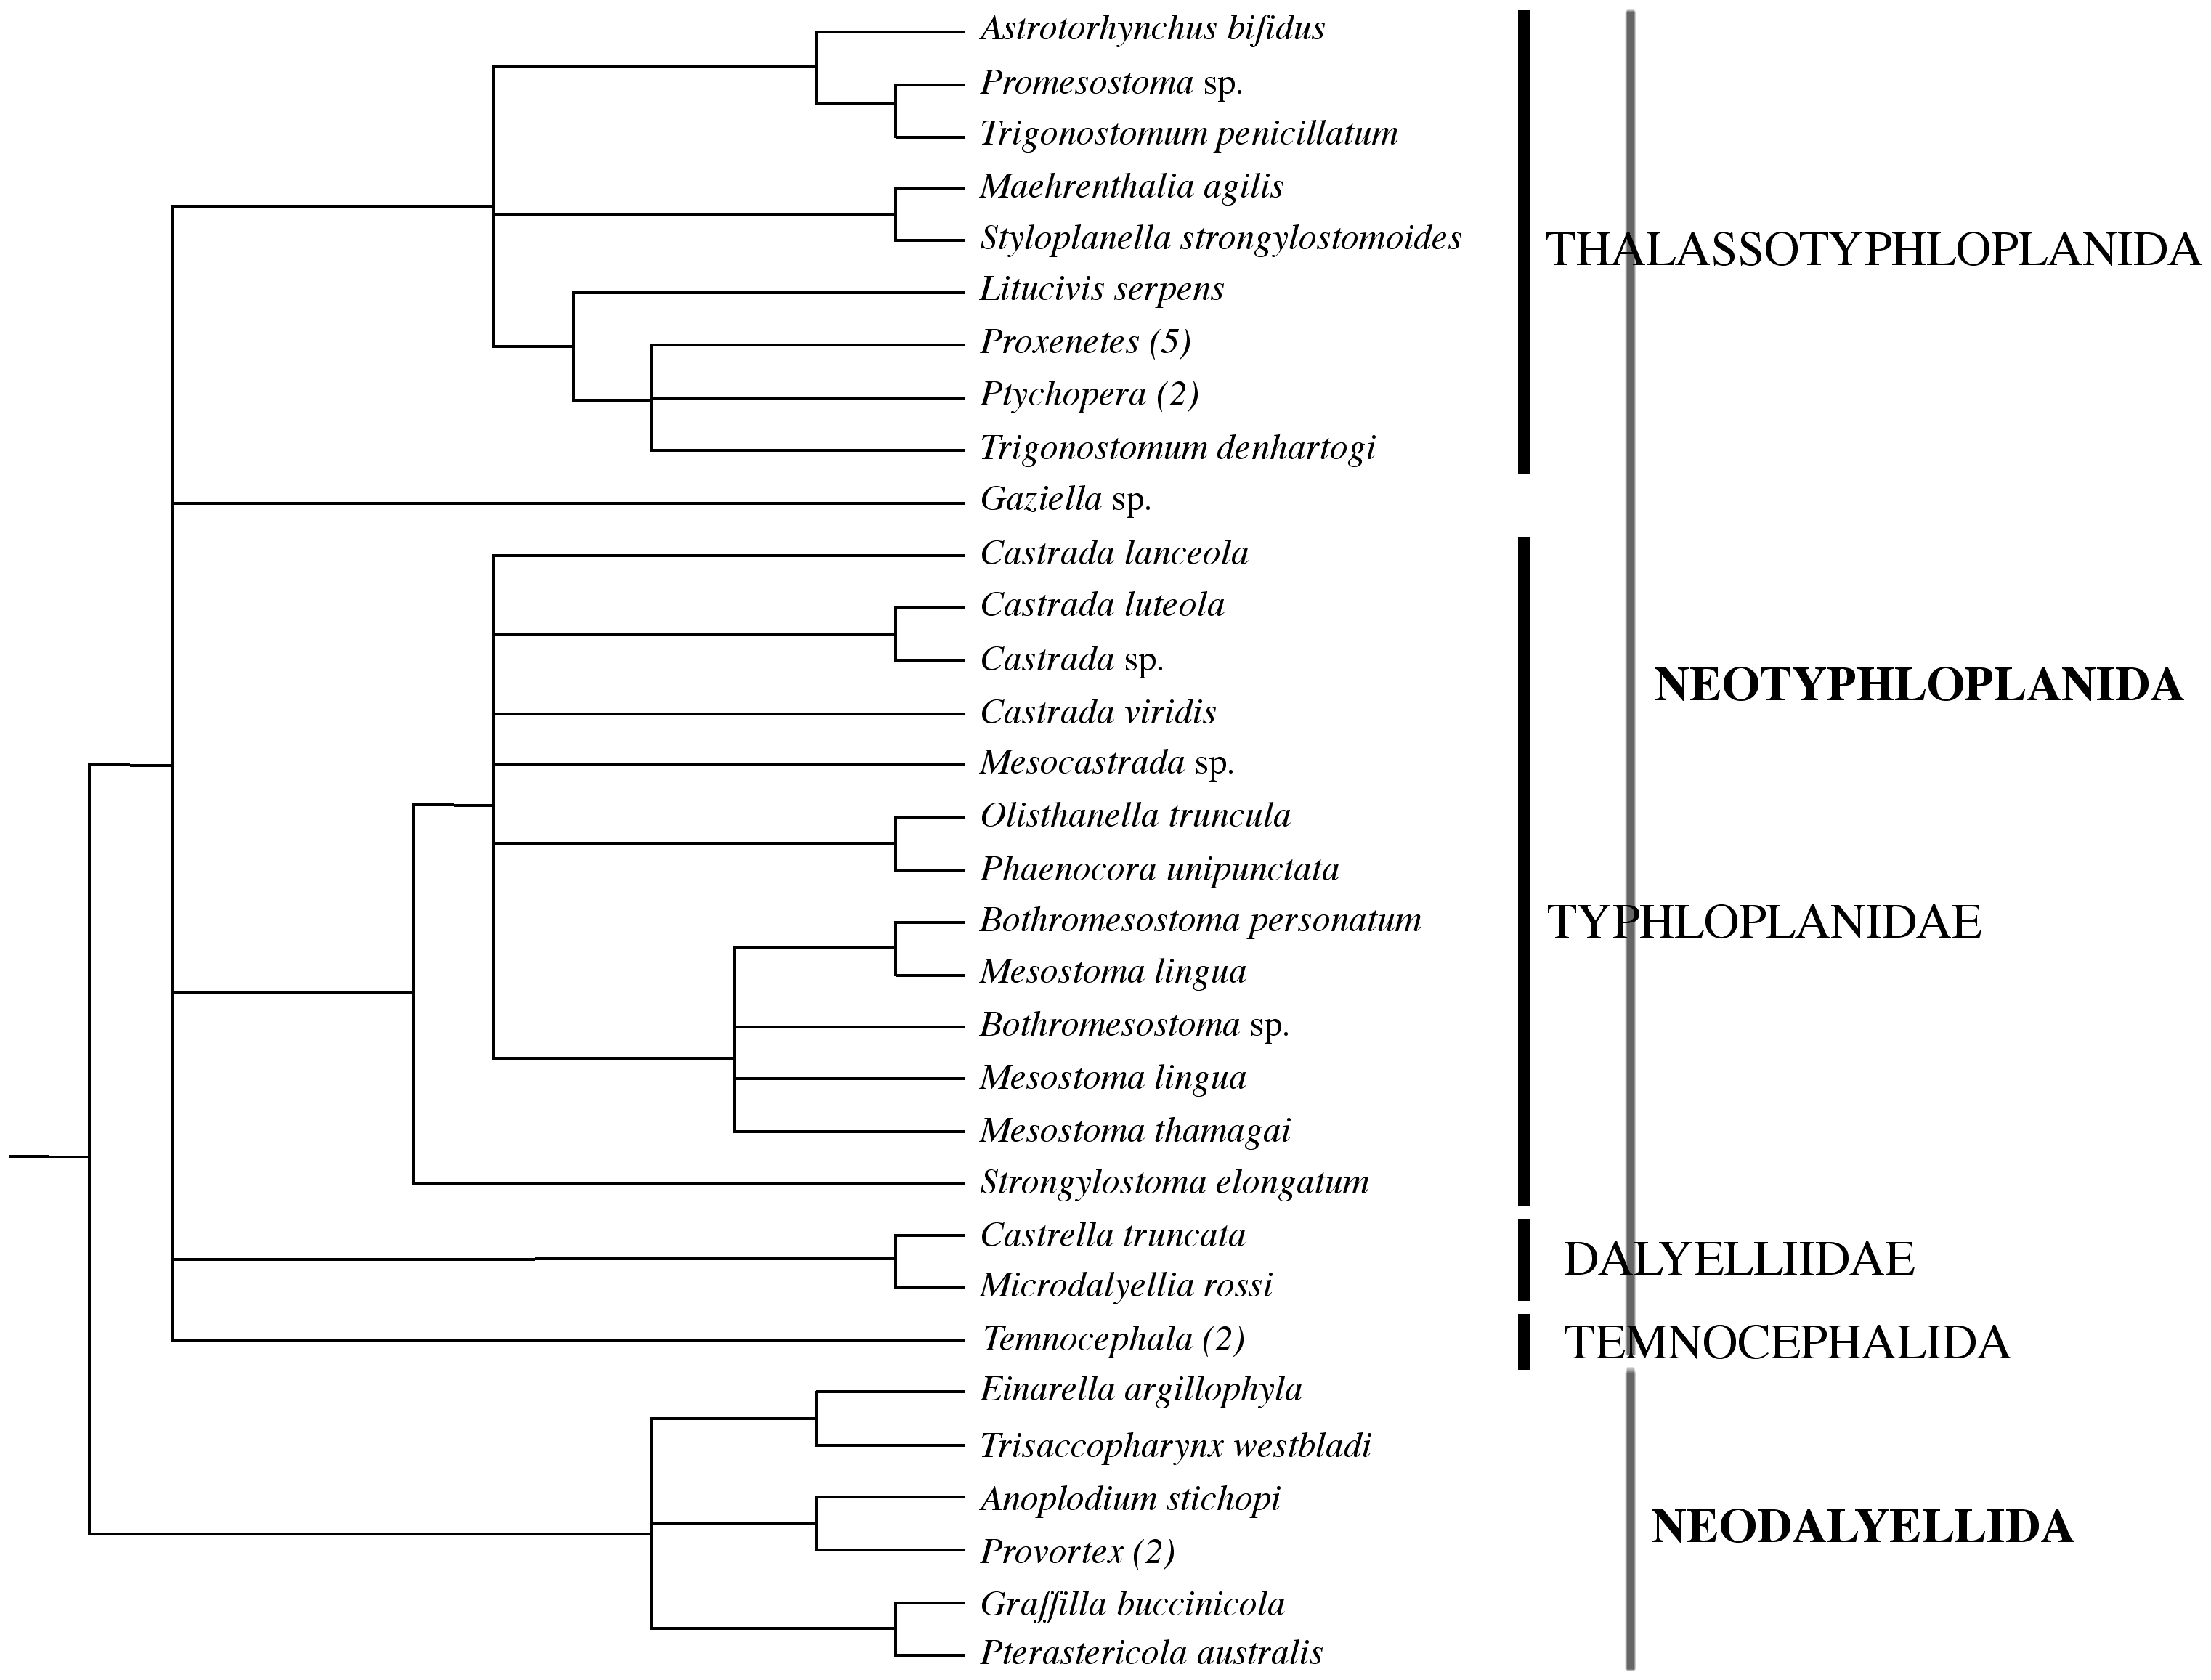 Astrotorhynchus bifidus
Promesostoma sp.
Trigonostomum penicillatum
Maehrenthalia agilis
Styloplanella strongylostomoides
THALASSOTYPHLOPLANIDA
Litucivis serpens
Proxenetes (5)
Ptychopera (2)
Trigonostomum denhartogi
Gaziella sp.
Castrada lanceola
Castrada luteola
Castrada sp.
NEOTYPHLOPLANIDA
Castrada viridis
Mesocastrada sp.
Olisthanella truncula
Phaenocora unipunctata
Bothromesostoma personatum
TYPHLOPLANIDAE
Mesostoma lingua
Bothromesostoma sp.
Mesostoma lingua
Mesostoma thamagai
Strongylostoma elongatum
Castrella truncata
DALYELLIIDAE
Microdalyellia rossi
Temnocephala (2)
TEMNOCEPHALIDA
Einarella argillophyla
Trisaccopharynx westbladi
Anoplodium stichopi
NEODALYELLIDA
Provortex (2)
Graffilla buccinicola
Pterastericola australis